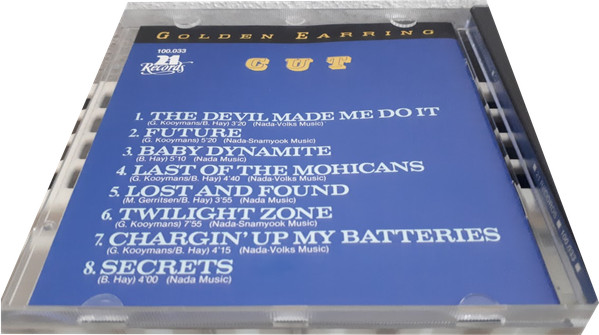 GOLDEN EARRING
100.033
21
Records
CUT
1. THE DEVIL MADE ME DO IT
(G. Kooymans/B. Hay) 3'20 (Nada-Volks Music)
2. FUTURE
(G. Kooymans) 5'20 (Nada-Snamyook Music)
3. BABY DYNAMITE
(B. Hay) 5'10 (Nada Music)
4. LAST OF THE MOHICANS
(G. Kooymans/B. Hay) 4'40 (Nada-Volks Music)
5. LOST AND FOUND
(M. Gerritsen/B. Hay) 3'55 (Nada Music)
6. TWILIGHT ZONE
(G. Kooymans) 7'55 (Nada-Snamyook Music)
7. CHARGIN' UP MY BATTERIES
(G. Kooymans/B. Hay) 4'15 (Nada-Volks Music)
8. SECRETS
(B. Hay) 4'00 (Nada Music)